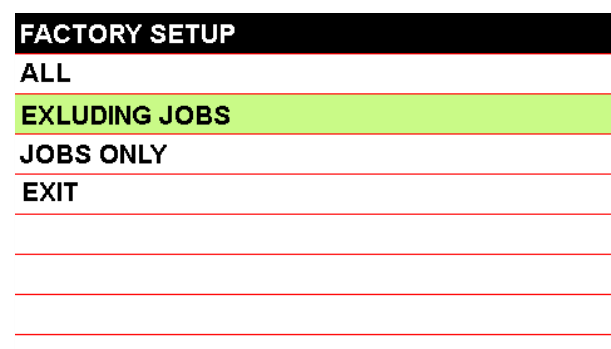 FACTORY SETUP
ALL
EXLUDING JOBS
JOBS ONLY
EXIT